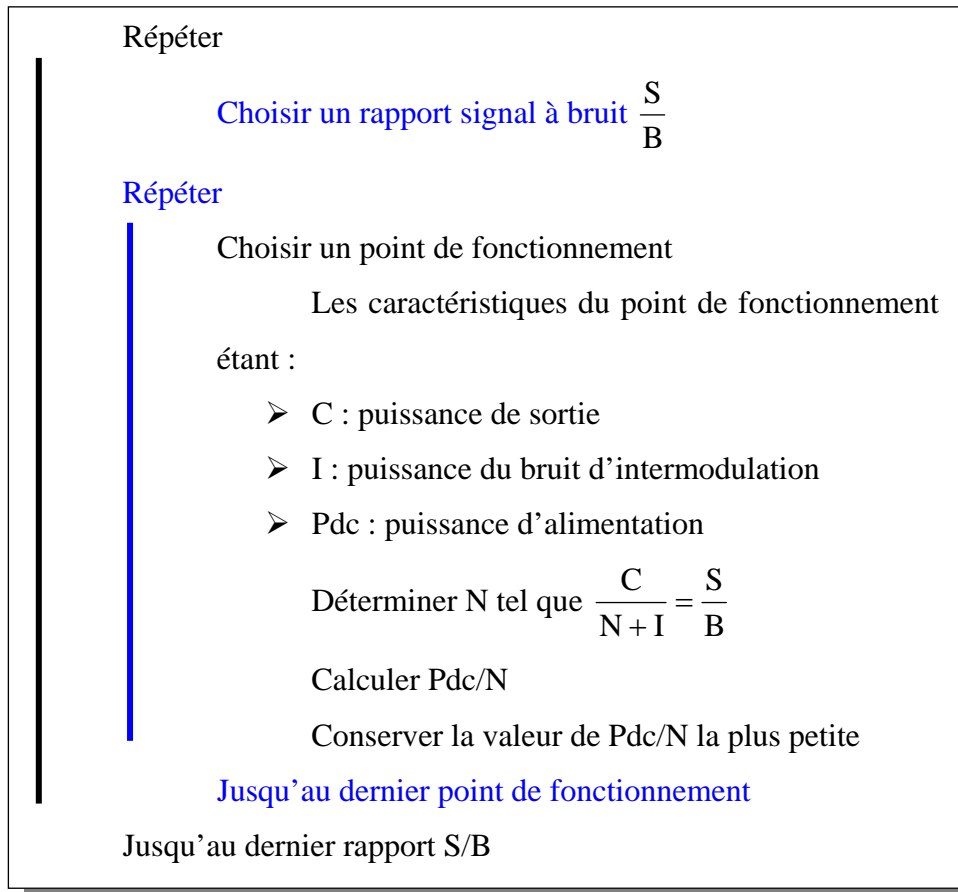 Répéter
Choisir un rapport signal à bruit S/B
Répéter
Choisir un point de fonctionnement
Les caractéristiques du point de fonctionnement
étant :
➢ C : puissance de sortie
➢ I : puissance du bruit d’intermodulation
➢ Pdc : puissance d’alimentation
Déterminer N tel que C/(N + I) = S/B
Calculer Pdc/N
Conserver la valeur de Pdc/N la plus petite
Jusqu’au dernier point de fonctionnement
Jusqu’au dernier rapport S/B